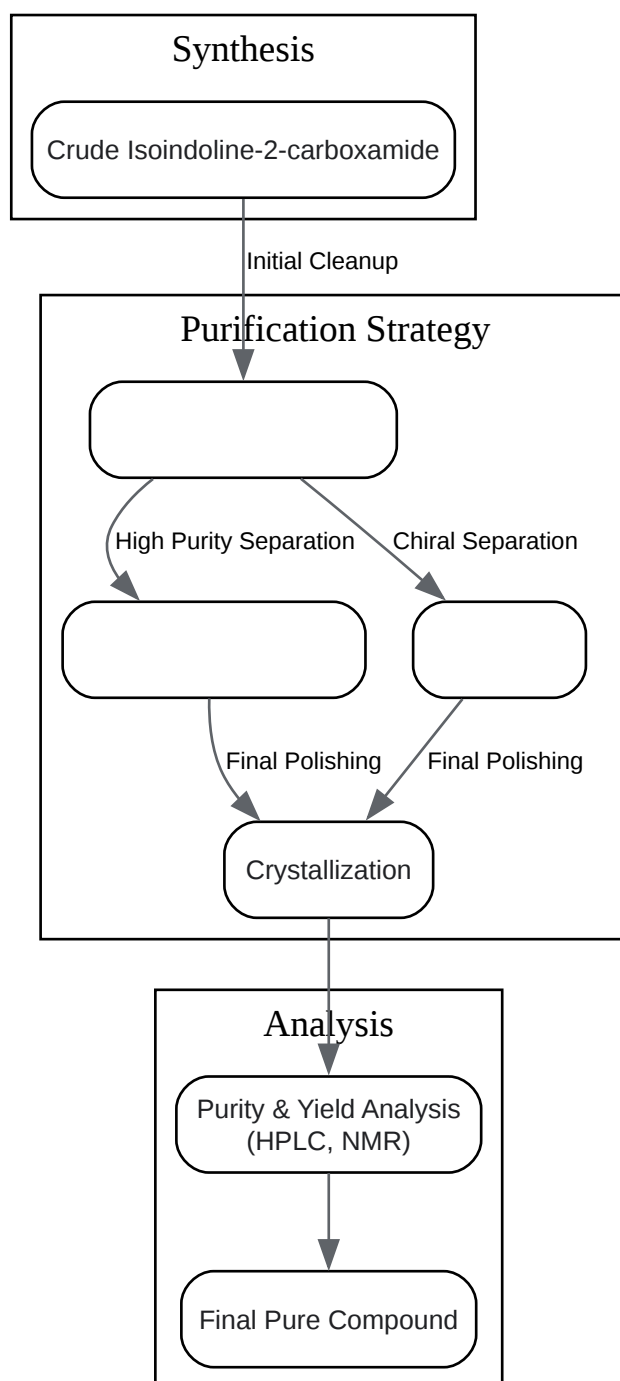 Synthesis
Crude Isoindoline-2-carboxamide
Initial Cleanup
Purification Strategy
High Purity Separation
Chiral Separation
Final Polishing
Final Polishing
Crystallization
Analysis
Purity & Yield Analysis
(HPLC, NMR)
Final Pure Compound